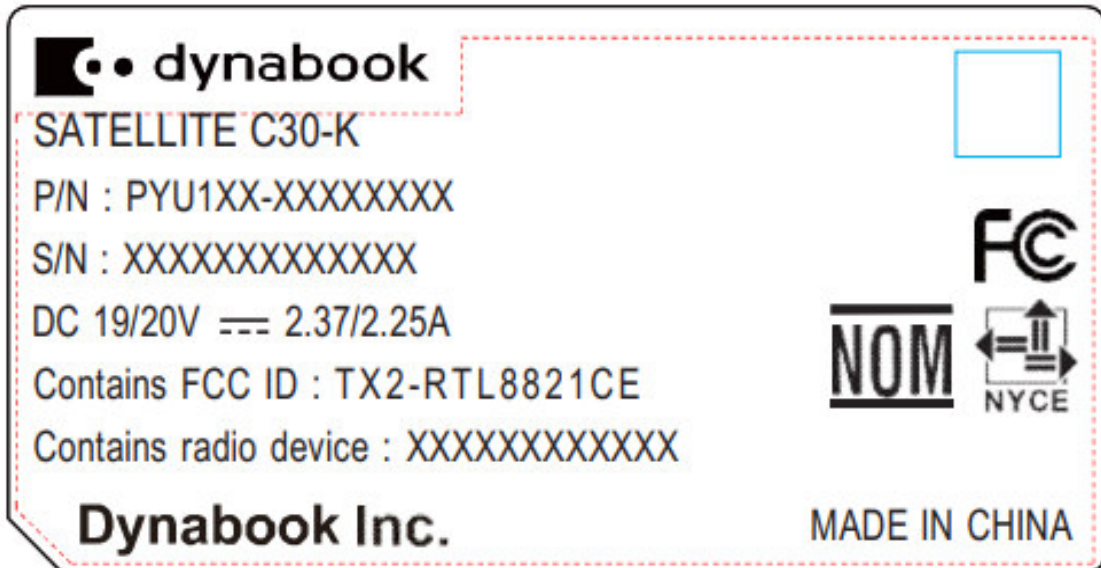 dynabook
SATELLITE C30-K
P/N : PYU1XX-XXXXXXXX
S/N : XXXXXXXXXXXXX
DC 19/20V ⎓ 2.37/2.25A
Contains FCC ID : TX2-RTL8821CE
Contains radio device : XXXXXXXXXXXX
FC
NOM
NYCE
Dynabook Inc.
MADE IN CHINA